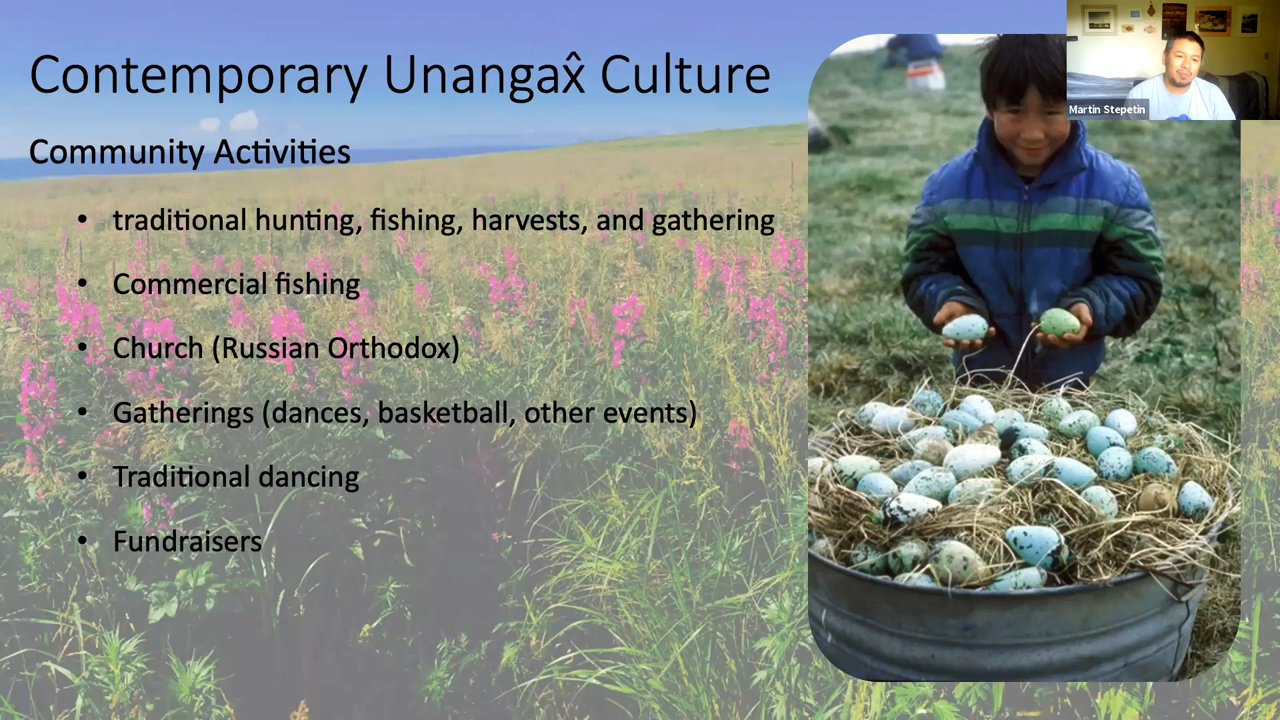 Contemporary Unangax̂ Culture
Community Activities
• traditional hunting, fishing, harvests, and gathering
• Commercial fishing
• Church (Russian Orthodox)
• Gatherings (dances, basketball, other events)
• Traditional dancing
• Fundraisers
Martin Stepetin